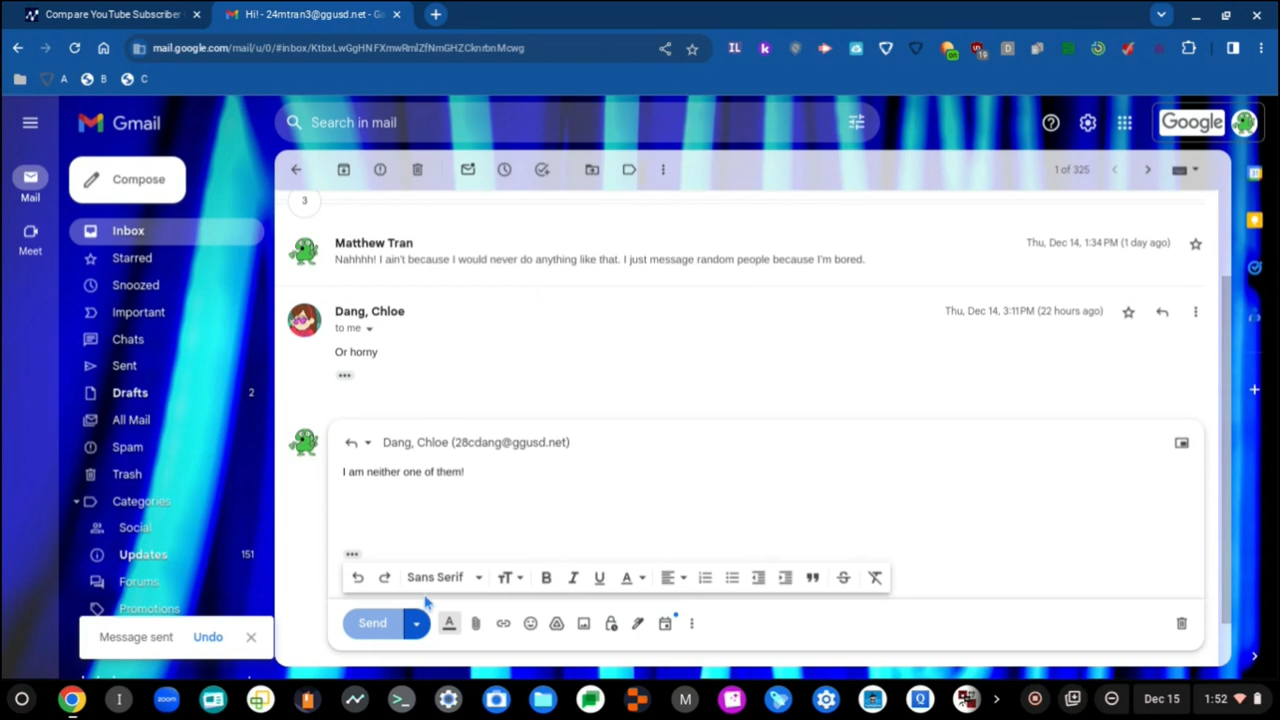 Compare YouTube Subscriber
Hi! - 24mtran3@ggusd.net - G
mail.google.com/mail/u/0/#inbox/KtbxLwGgHNFXmwRmlZfNmGHZCknrbnMcwg
A B C
Gmail
Search in mail
Google
Compose
1 of 325
Mail
Meet
Inbox
Starred
Snoozed
Important
Chats
Sent
Drafts 2
All Mail
Spam
Trash
Categories
Social
Updates 151
Forums
Promotions
3
Matthew Tran
Thu, Dec 14, 1:34 PM (1 day ago)
Nahhhh! I ain't because I would never do anything like that. I just message random people because I'm bored.
Dang, Chloe
Thu, Dec 14, 3:11 PM (22 hours ago)
to me
Or horny
Dang, Chloe (28cdang@ggusd.net)
I am neither one of them!
Sans Serif
Send
Message sent Undo
zoom
Dec 15
1:52